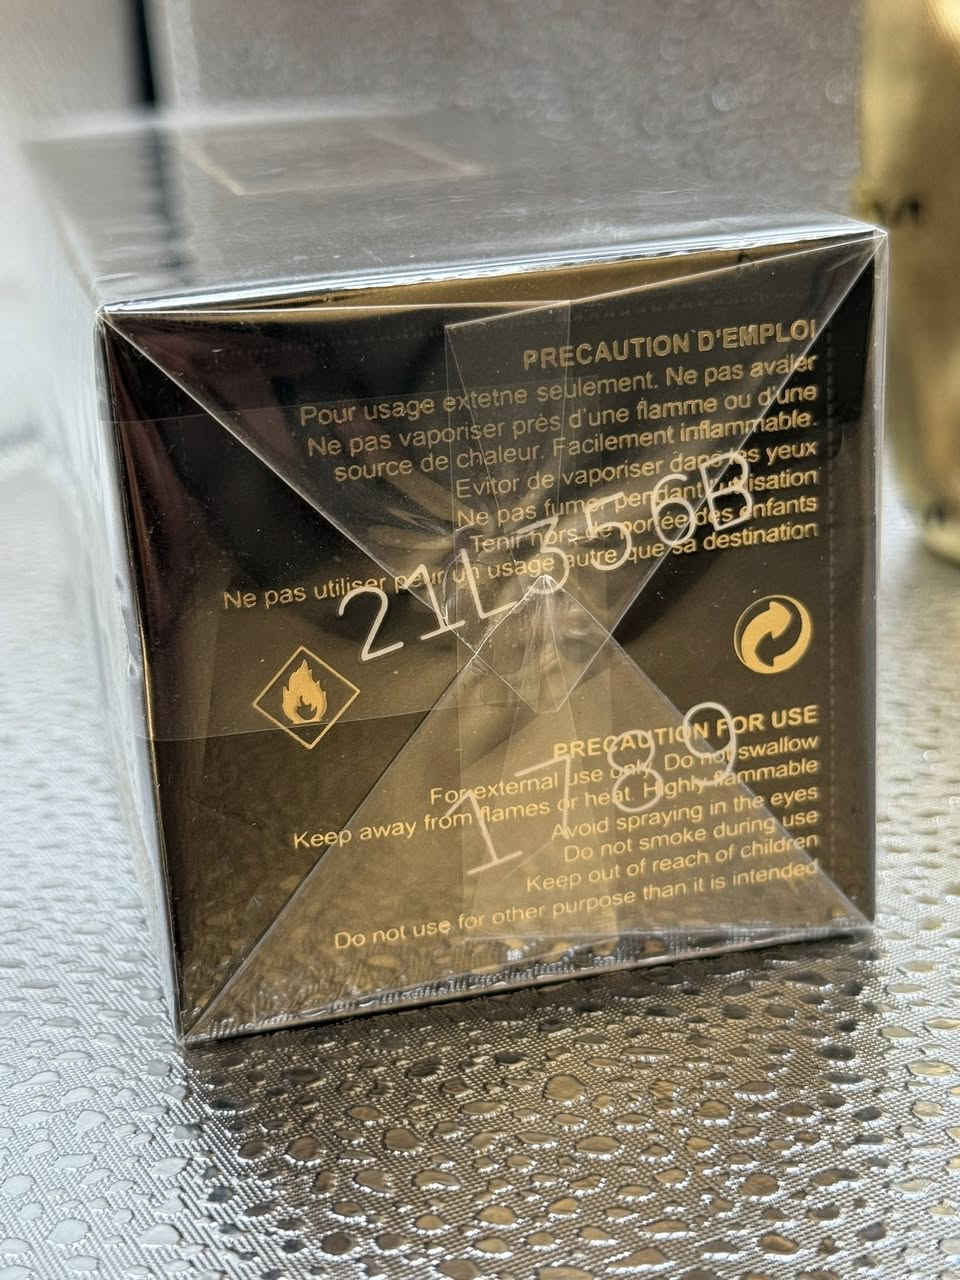 PRECAUTION D'EMPLOI
Pour usage extetne seulement. Ne pas avaler
Ne pas vaporiser près d'une flamme ou d'une
source de chaleur. Facilement inflammable.
Evitor de vaporiser dans les yeux
Ne pas fumer pendant utilisation
Tenir hors de portée des enfants
Ne pas utiliser peur un usage autre que sa destination
21L356B
PRECAUTION FOR USE
For external use only. Do not swallow
Keep away from flames or heat. Highly flammable
Avoid spraying in the eyes
Do not smoke during use
Keep out of reach of children
Do not use for other purpose than it is intended
1789